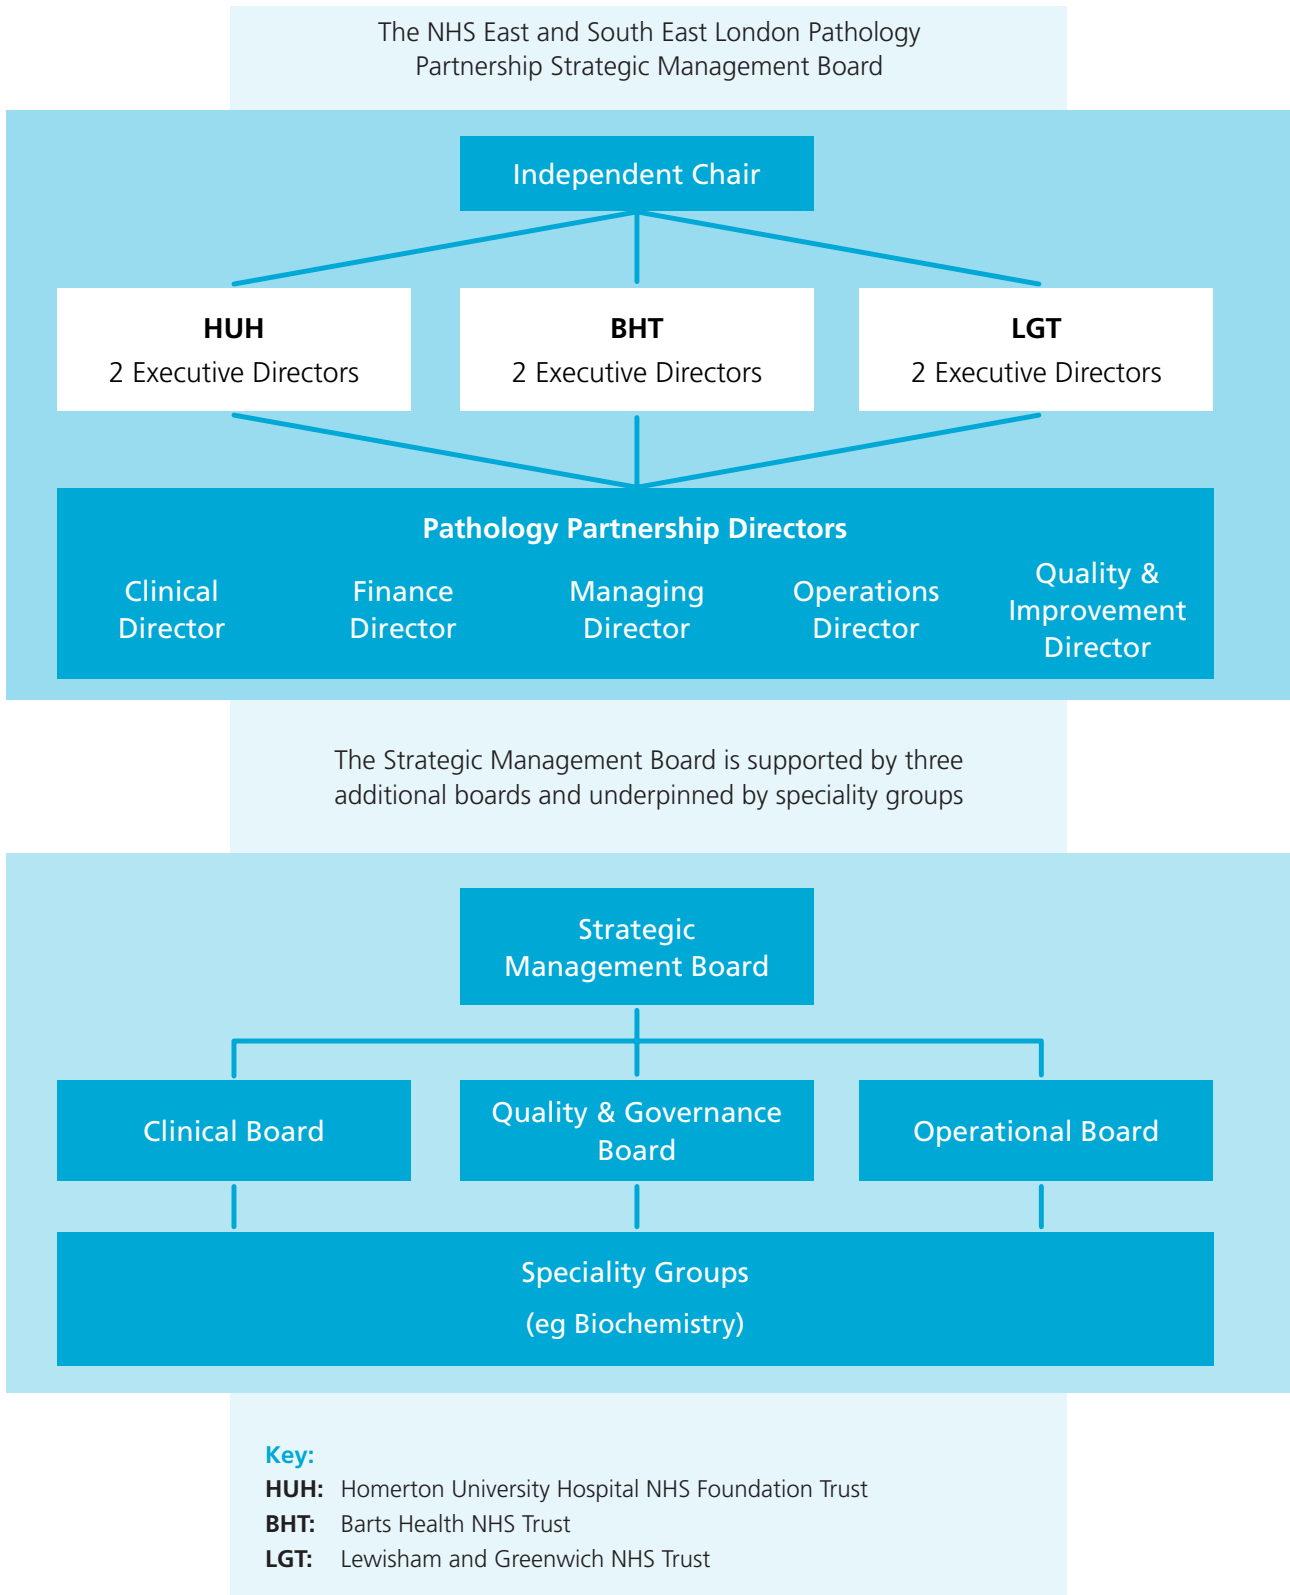 The NHS East and South East London Pathology
Partnership Strategic Management Board
Independent Chair
HUH
2 Executive Directors
BHT
2 Executive Directors
LGT
2 Executive Directors
Pathology Partnership Directors
Clinical
Director
Finance
Director
Managing
Director
Operations
Director
Quality &
Improvement
Director
The Strategic Management Board is supported by three
additional boards and underpinned by speciality groups
Strategic
Management Board
Clinical Board
Quality & Governance
Board
Operational Board
Speciality Groups
(eg Biochemistry)
Key:
HUH: Homerton University Hospital NHS Foundation Trust
BHT: Barts Health NHS Trust
LGT: Lewisham and Greenwich NHS Trust